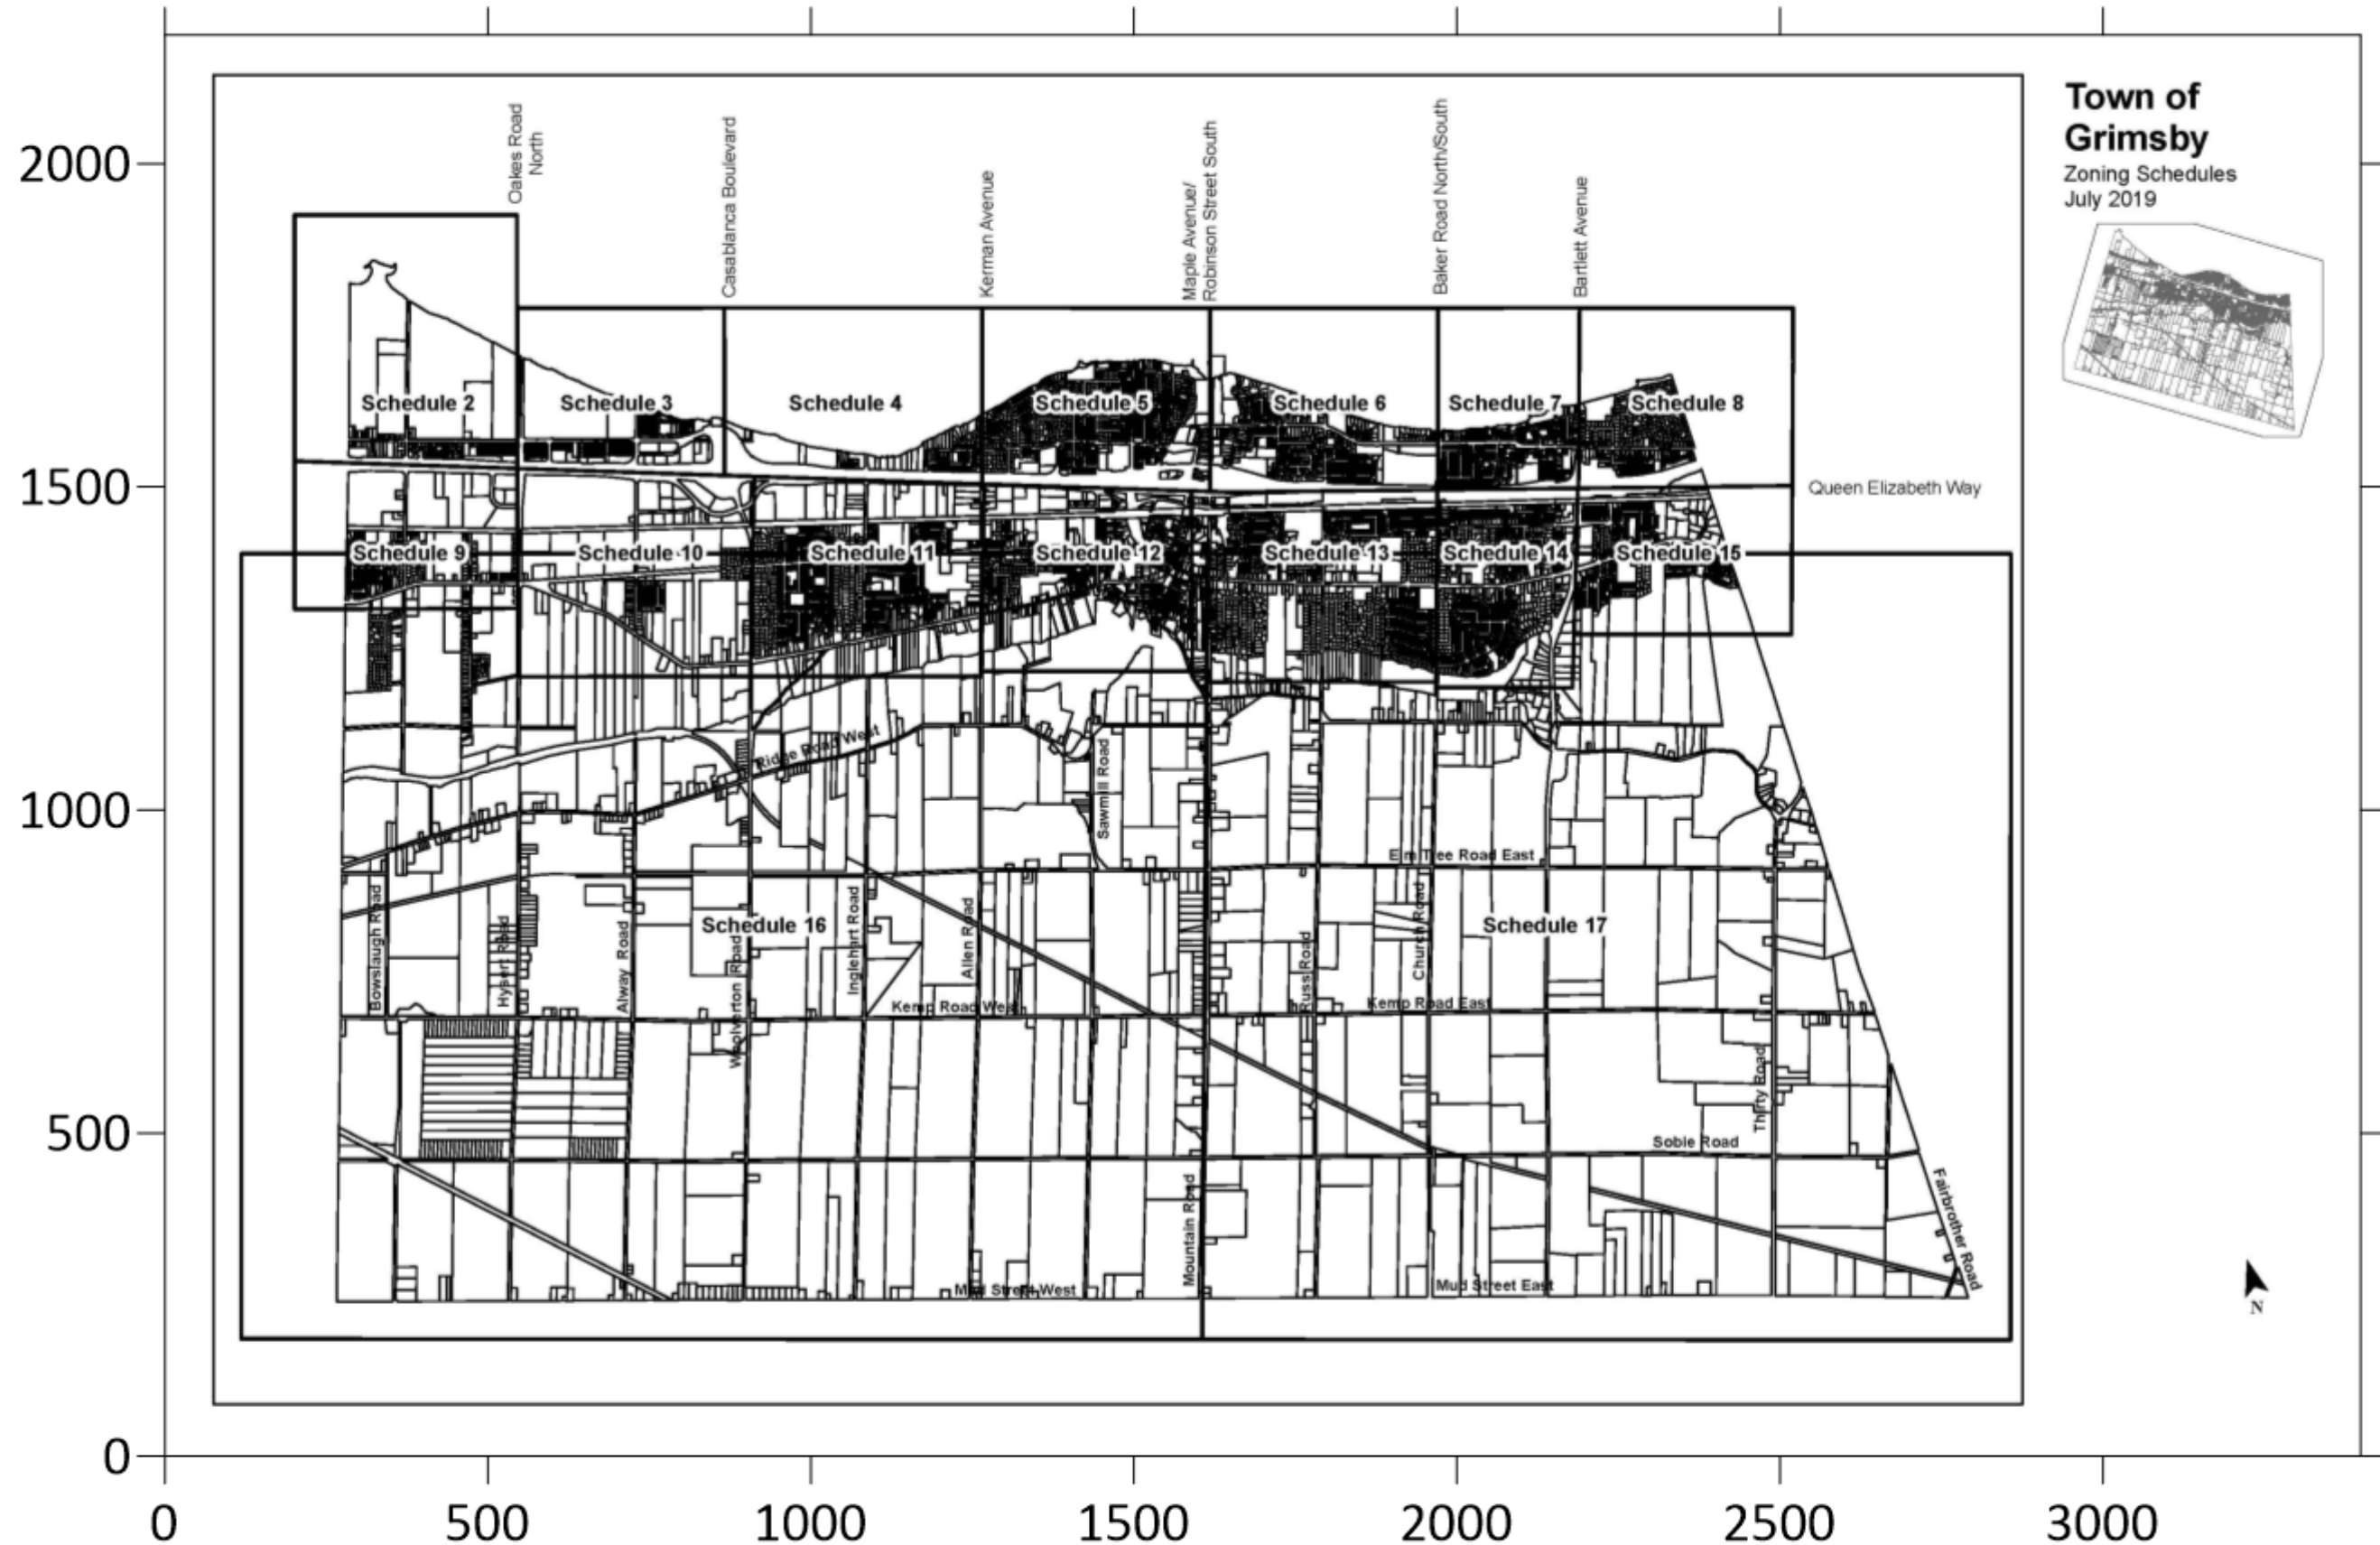 Town of
Grimsby
Zoning Schedules
July 2019
Oakes Road
North
Casablanca Boulevard
Kerman Avenue
Maple Avenue/
Robinson Street South
Baker Road North/South
Bartlett Avenue
2000
Schedule 2
Schedule 3
Schedule 4
Schedule 5
Schedule 6
Schedule 7
Schedule 8
1500
Queen Elizabeth Way
Schedule 9
Schedule 10
Schedule 11
Schedule 12
Schedule 13
Schedule 14
Schedule 15
Ridge Road West
Sawmill Road
1000
Elm Tree Road East
Bowslaugh Road
Hysert Road
Alway Road
Schedule 16
Woolverton Road
Inglehart Road
Allen Road
Russ Road
Church Road
Schedule 17
Kemp Road West
Kemp Road East
Thirty Road
500
Sobie Road
Mountain Road
Fairbrother Road
Mud Street West
Mud Street East
N
0
0
500
1000
1500
2000
2500
3000